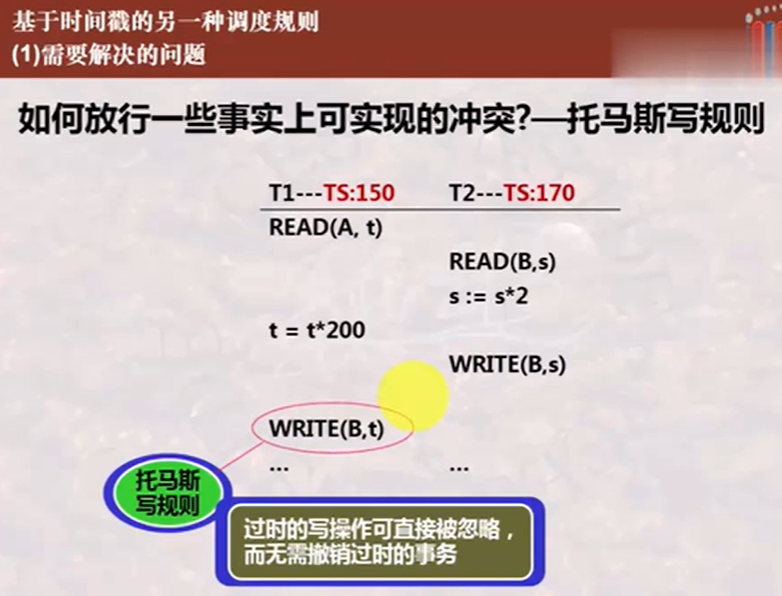 基于时间戳的另一种调度规则
(1)需要解决的问题
如何放行一些事实上可实现的冲突?—托马斯写规则
T1---TS:150 T2---TS:170
READ(A, t)
READ(B,s)
s := s*2
t = t*200
WRITE(B,s)
WRITE(B,t)
... ...
托马斯
写规则
过时的写操作可直接被忽略，
而无需撤销过时的事务